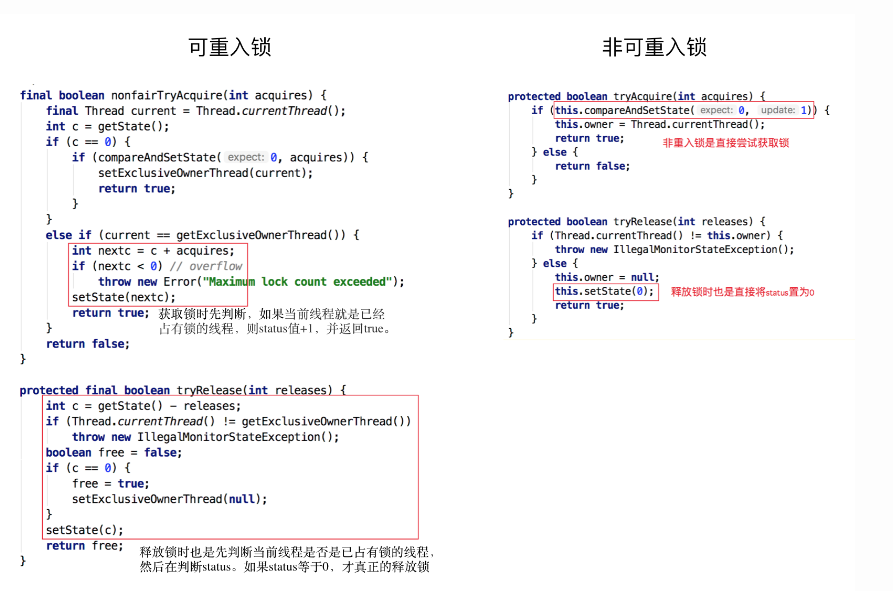 可重入锁
final boolean nonfairTryAcquire(int acquires) {
final Thread current = Thread.currentThread();
int c = getState();
if (c == 0) {
if (compareAndSetState( expect: 0, acquires)) {
setExclusiveOwnerThread(current);
return true;
}
}
else if (current == getExclusiveOwnerThread()) {
int nextc = c + acquires;
if (nextc < 0) // overflow
throw new Error("Maximum lock count exceeded");
setState(nextc);
return true; 获取锁时先判断，如果当前线程就是已经
} 占有锁的线程，则status值+1，并返回true。
return false;
}
protected final boolean tryRelease(int releases) {
int c = getState() - releases;
if (Thread.currentThread() != getExclusiveOwnerThread())
throw new IllegalMonitorStateException();
boolean free = false;
if (c == 0) {
free = true;
setExclusiveOwnerThread(null);
}
setState(c);
return free; 释放锁时也是先判断当前线程是否是已占有锁的线程，
} 然后在判断status。如果status等于0，才真正的释放锁
非可重入锁
protected boolean tryAcquire(int acquires) {
if (this.compareAndSetState( expect: 0, update: 1)) {
this.owner = Thread.currentThread();
return true; 非重入锁是直接尝试获取锁
} else {
return false;
}
}
protected boolean tryRelease(int releases) {
if (Thread.currentThread() != this.owner) {
throw new IllegalMonitorStateException();
} else {
this.owner = null;
this.setState(0); 释放锁时也是直接将status置为0
return true;
}
}